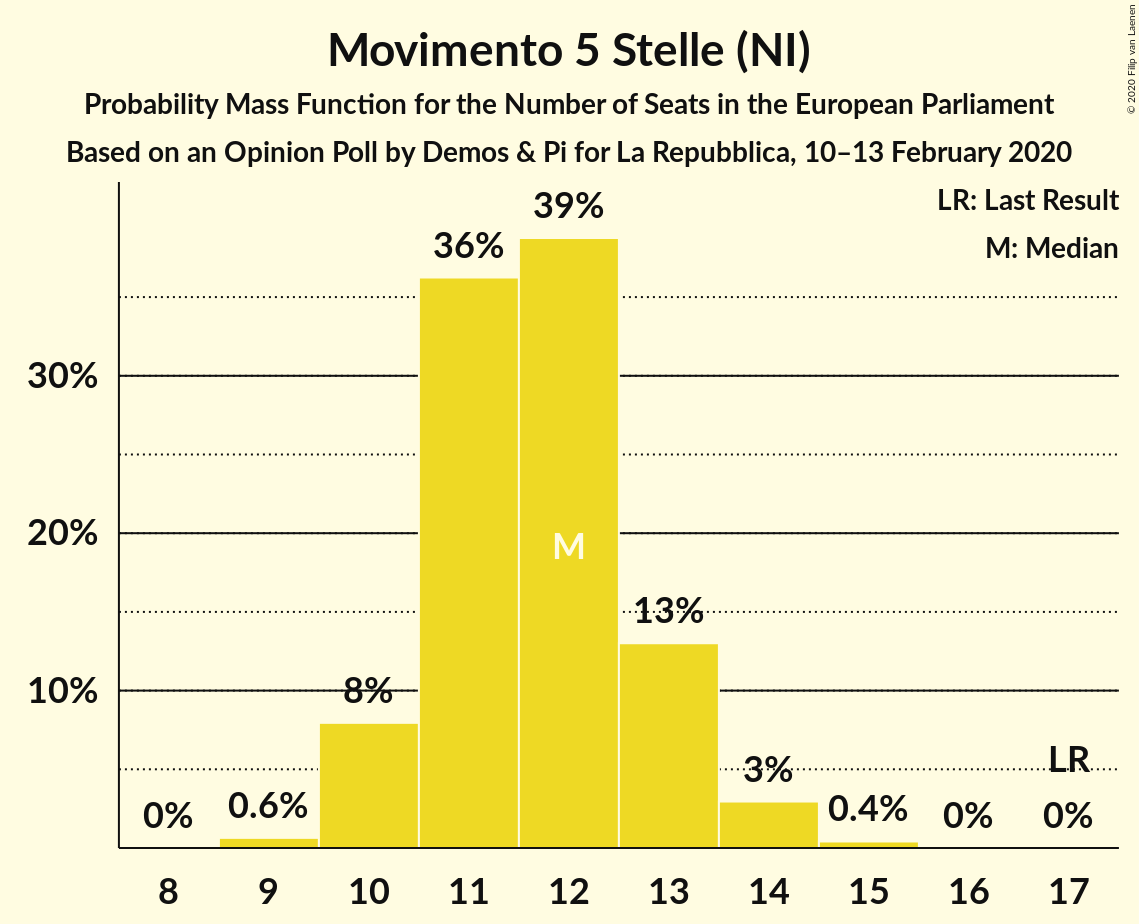 Movimento 5 Stelle (NI)
Probability Mass Function for the Number of Seats in the European Parliament
Based on an Opinion Poll by Demos & Pi for La Repubblica, 10–13 February 2020
© 2020 Filip van Laenen
LR: Last Result
M: Median
30%
20%
10%
0%
0.6%
8%
36%
39%
M
13%
3%
0.4%
0%
LR
0%
8 9 10 11 12 13 14 15 16 17